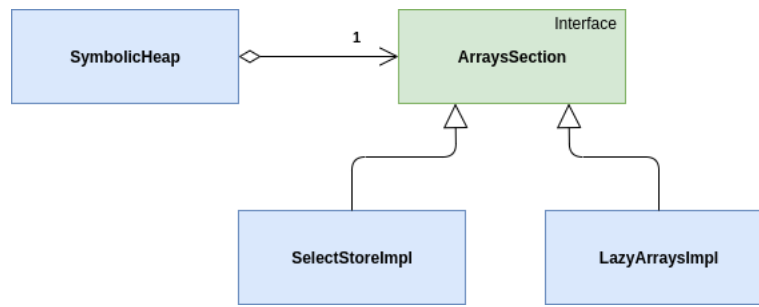 Interface
SymbolicHeap
1
ArraysSection
SelectStoreImpl
LazyArraysImpl